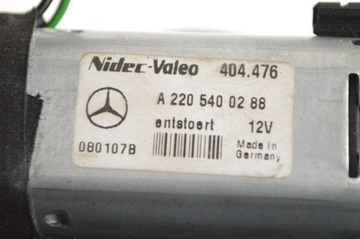 Nidec-Valeo 404.476
A 220 540 02 88
entstoert 12V
080107B Made in
Germany